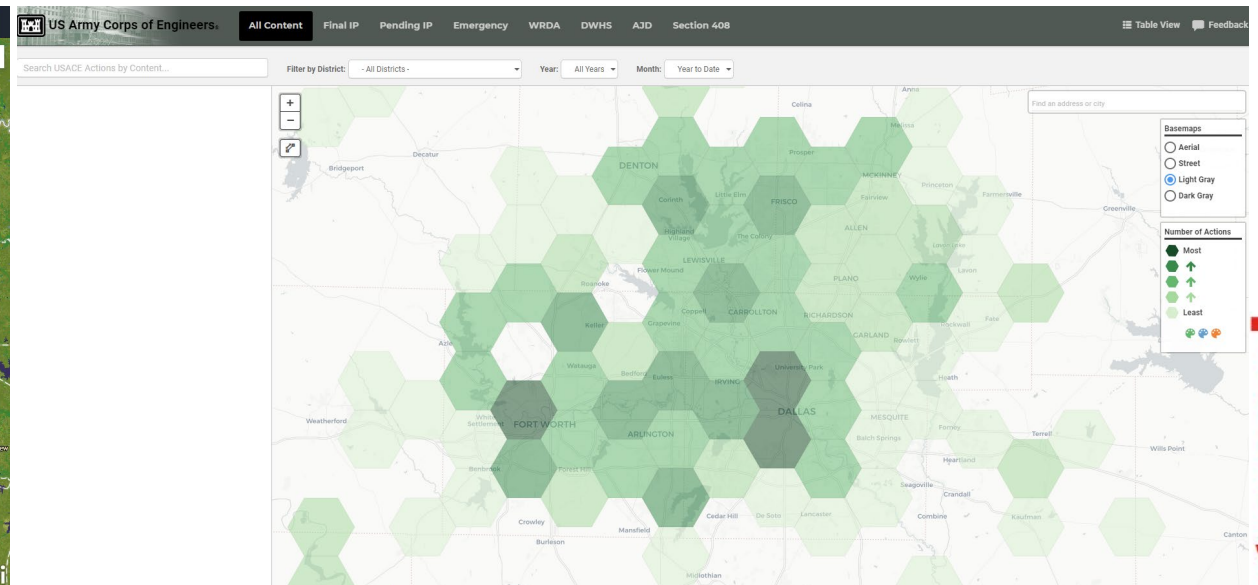 US Army Corps of Engineers®
All Content Final IP Pending IP Emergency WRDA DWHS AJD Section 408
Table View Feedback
Search USACE Actions by Content...
Filter by District: - All Districts -
Year: All Years
Month: Year to Date
+
−
Find an address or city
Basemaps
Aerial
Street
Light Gray
Dark Gray
Number of Actions
Most
Least
Celina
Anna
Melissa
Decatur
Bridgeport
DENTON
Prosper
MCKINNEY
Princeton
Farmersville
Greenville
Corinth
Little Elm
FRISCO
Fairview
Highland
Village
The Colony
ALLEN
Lavon
LEWISVILLE
Flower Mound
PLANO
Wylie
Roanoke
Coppell
CARROLLTON
RICHARDSON
Fate
Keller
Grapevine
GARLAND
Rowlett
Rockwall
Azle
Watauga
Bedford
Euless
IRVING
University Park
Heath
Weatherford
White
Settlement
FORT WORTH
ARLINGTON
DALLAS
MESQUITE
Balch Springs
Forney
Terrell
Wills Point
Benbrook
Forest Hill
Heartland
Seagoville
Crandall
Crowley
Mansfield
Cedar Hill
De Soto
Lancaster
Combine
Kaufman
Burleson
Canton
Midlothian